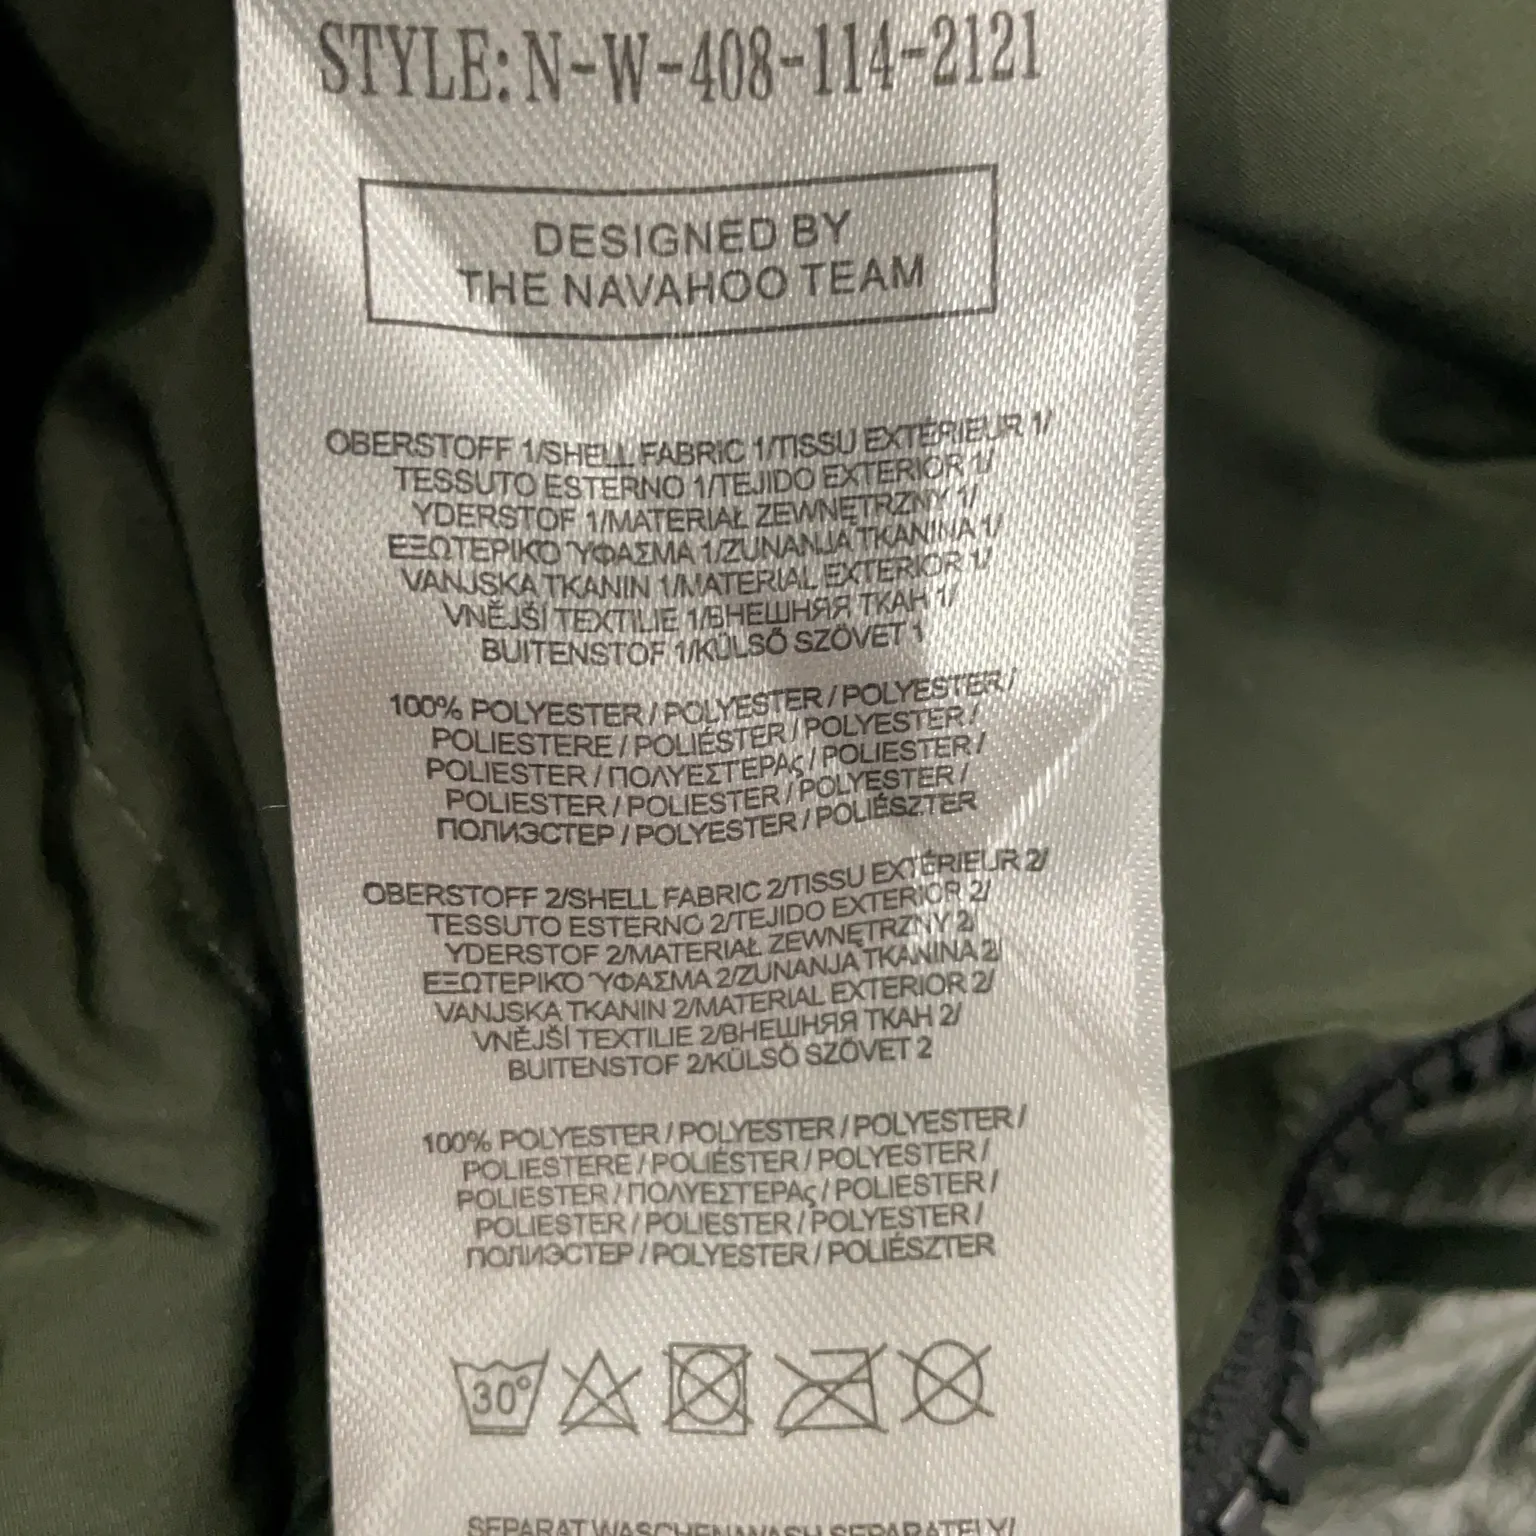 STYLE: N-W-408-114-2121
DESIGNED BY
THE NAVAHOO TEAM
OBERSTOFF 1/SHELL FABRIC 1/TISSU EXTÉRIEUR 1/
TESSUTO ESTERNO 1/TEJIDO EXTERIOR 1/
YDERSTOF 1/MATERIAŁ ZEWNĘTRZNY 1/
ΕΞΩΤΕΡΙΚΟ ΎΦΑΣΜΑ 1/ZUNANJA TKANINA 1/
VANJSKA TKANIN 1/MATERIAL EXTERIOR 1/
VNĚJŠÍ TEXTILIE 1/ВНЕШНЯЯ ТКАН 1/
BUITENSTOF 1/KÜLSŐ SZÖVET 1
100% POLYESTER / POLYESTER / POLYESTER /
POLIESTERE / POLIÉSTER / POLYESTER /
POLIESTER / ΠΟΛΥΕΣΤΕΡΑς / POLIESTER /
POLIESTER / POLIESTER / POLYESTER /
ПОЛИЭСТЕР / POLYESTER / POLIÉSZTER
OBERSTOFF 2/SHELL FABRIC 2/TISSU EXTÉRIEUR 2/
TESSUTO ESTERNO 2/TEJIDO EXTERIOR 2/
YDERSTOF 2/MATERIAŁ ZEWNĘTRZNY 2/
ΕΞΩΤΕΡΙΚΟ ΎΦΑΣΜΑ 2/ZUNANJA TKANINA 2/
VANJSKA TKANIN 2/MATERIAL EXTERIOR 2/
VNĚJŠÍ TEXTILIE 2/ВНЕШНЯЯ ТКАН 2/
BUITENSTOF 2/KÜLSŐ SZÖVET 2
100% POLYESTER / POLYESTER / POLYESTER /
POLIESTERE / POLIÉSTER / POLYESTER /
POLIESTER / ΠΟΛΥΕΣΤΕΡΑς / POLIESTER /
POLIESTER / POLIESTER / POLYESTER /
ПОЛИЭСТЕР / POLYESTER / POLIÉSZTER
30°
SEPARAT WASCHEN/WASH SEPARATELY/